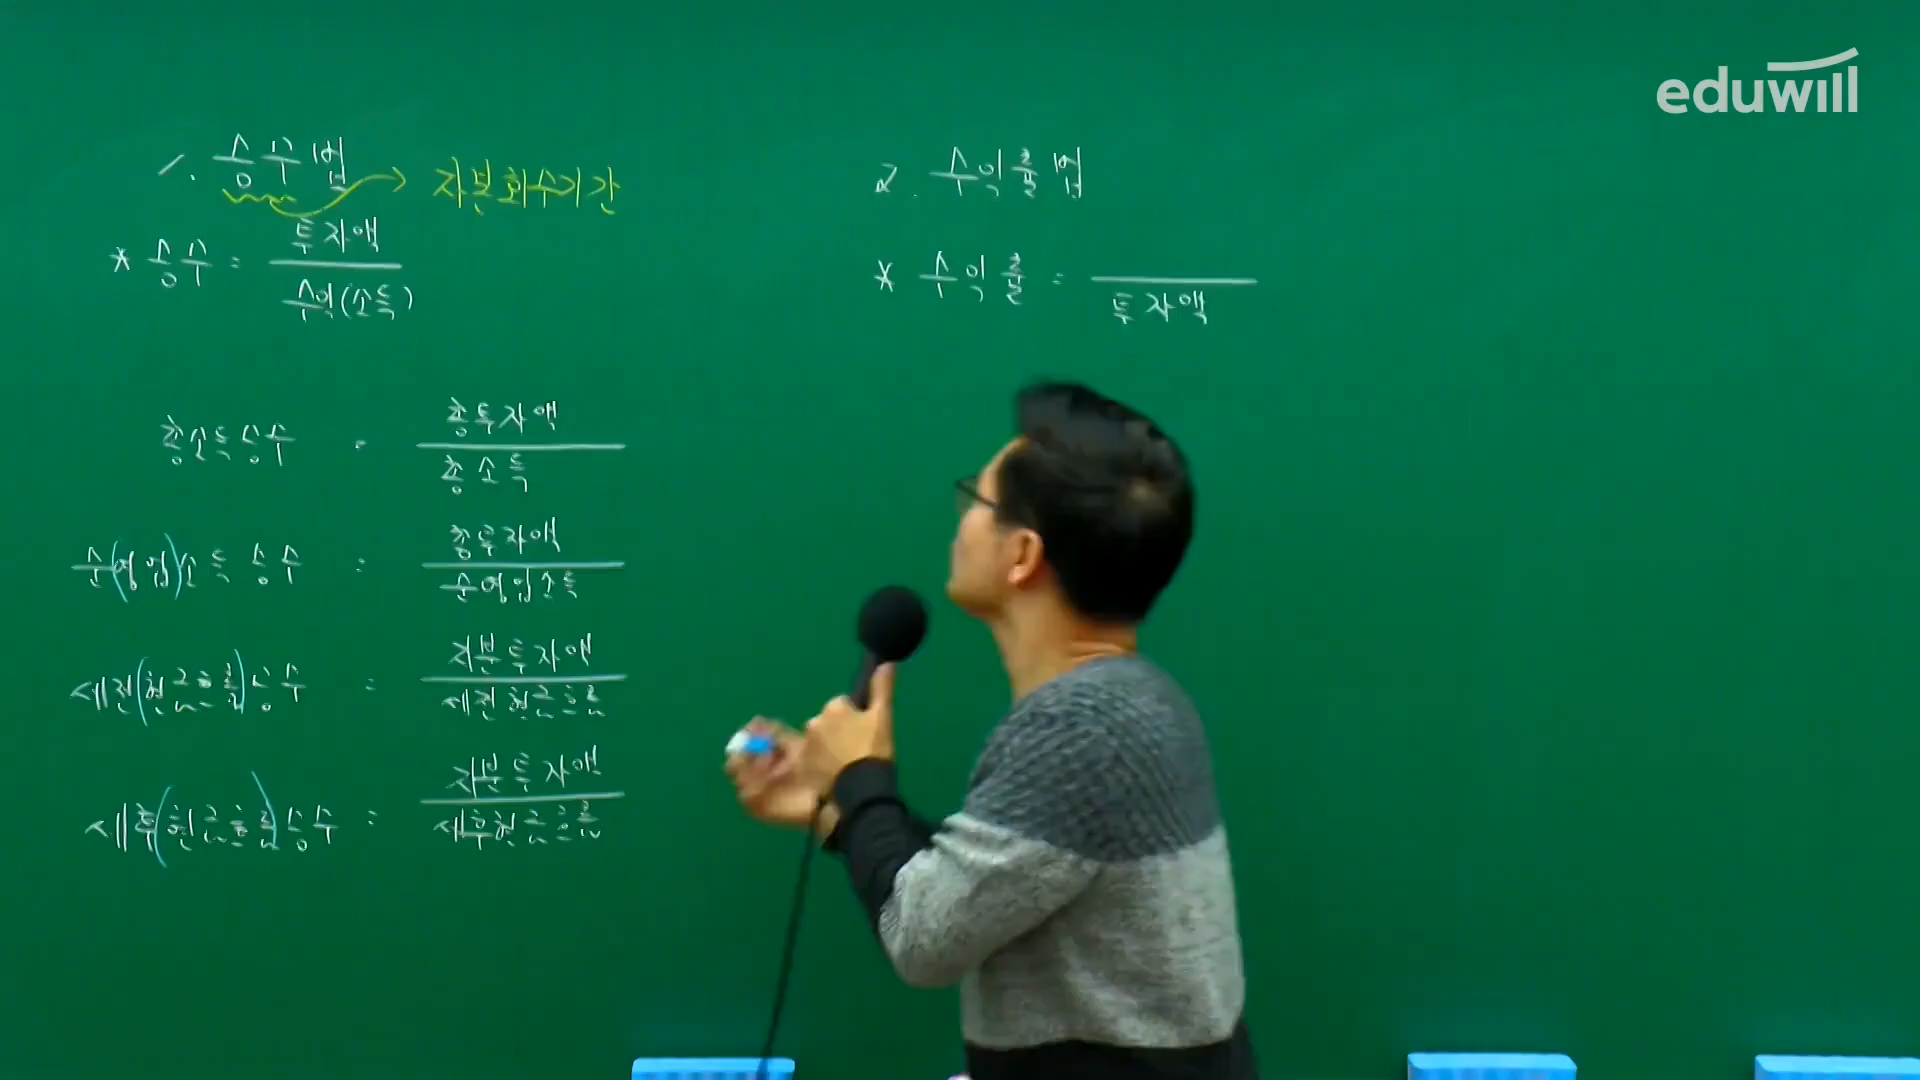 eduwill
1. 승수법 → 자본회수기간
* 승수 = 투자액 / 수익(소득)
총소득승수 = 총투자액 / 총소득
순(영업)소득승수 = 총투자액 / 순영업소득
세전(현금흐름)승수 = 지분투자액 / 세전현금흐름
세후(현금흐름)승수 = 지분투자액 / 세후현금흐름
2. 수익률법
* 수익률 = / 투자액